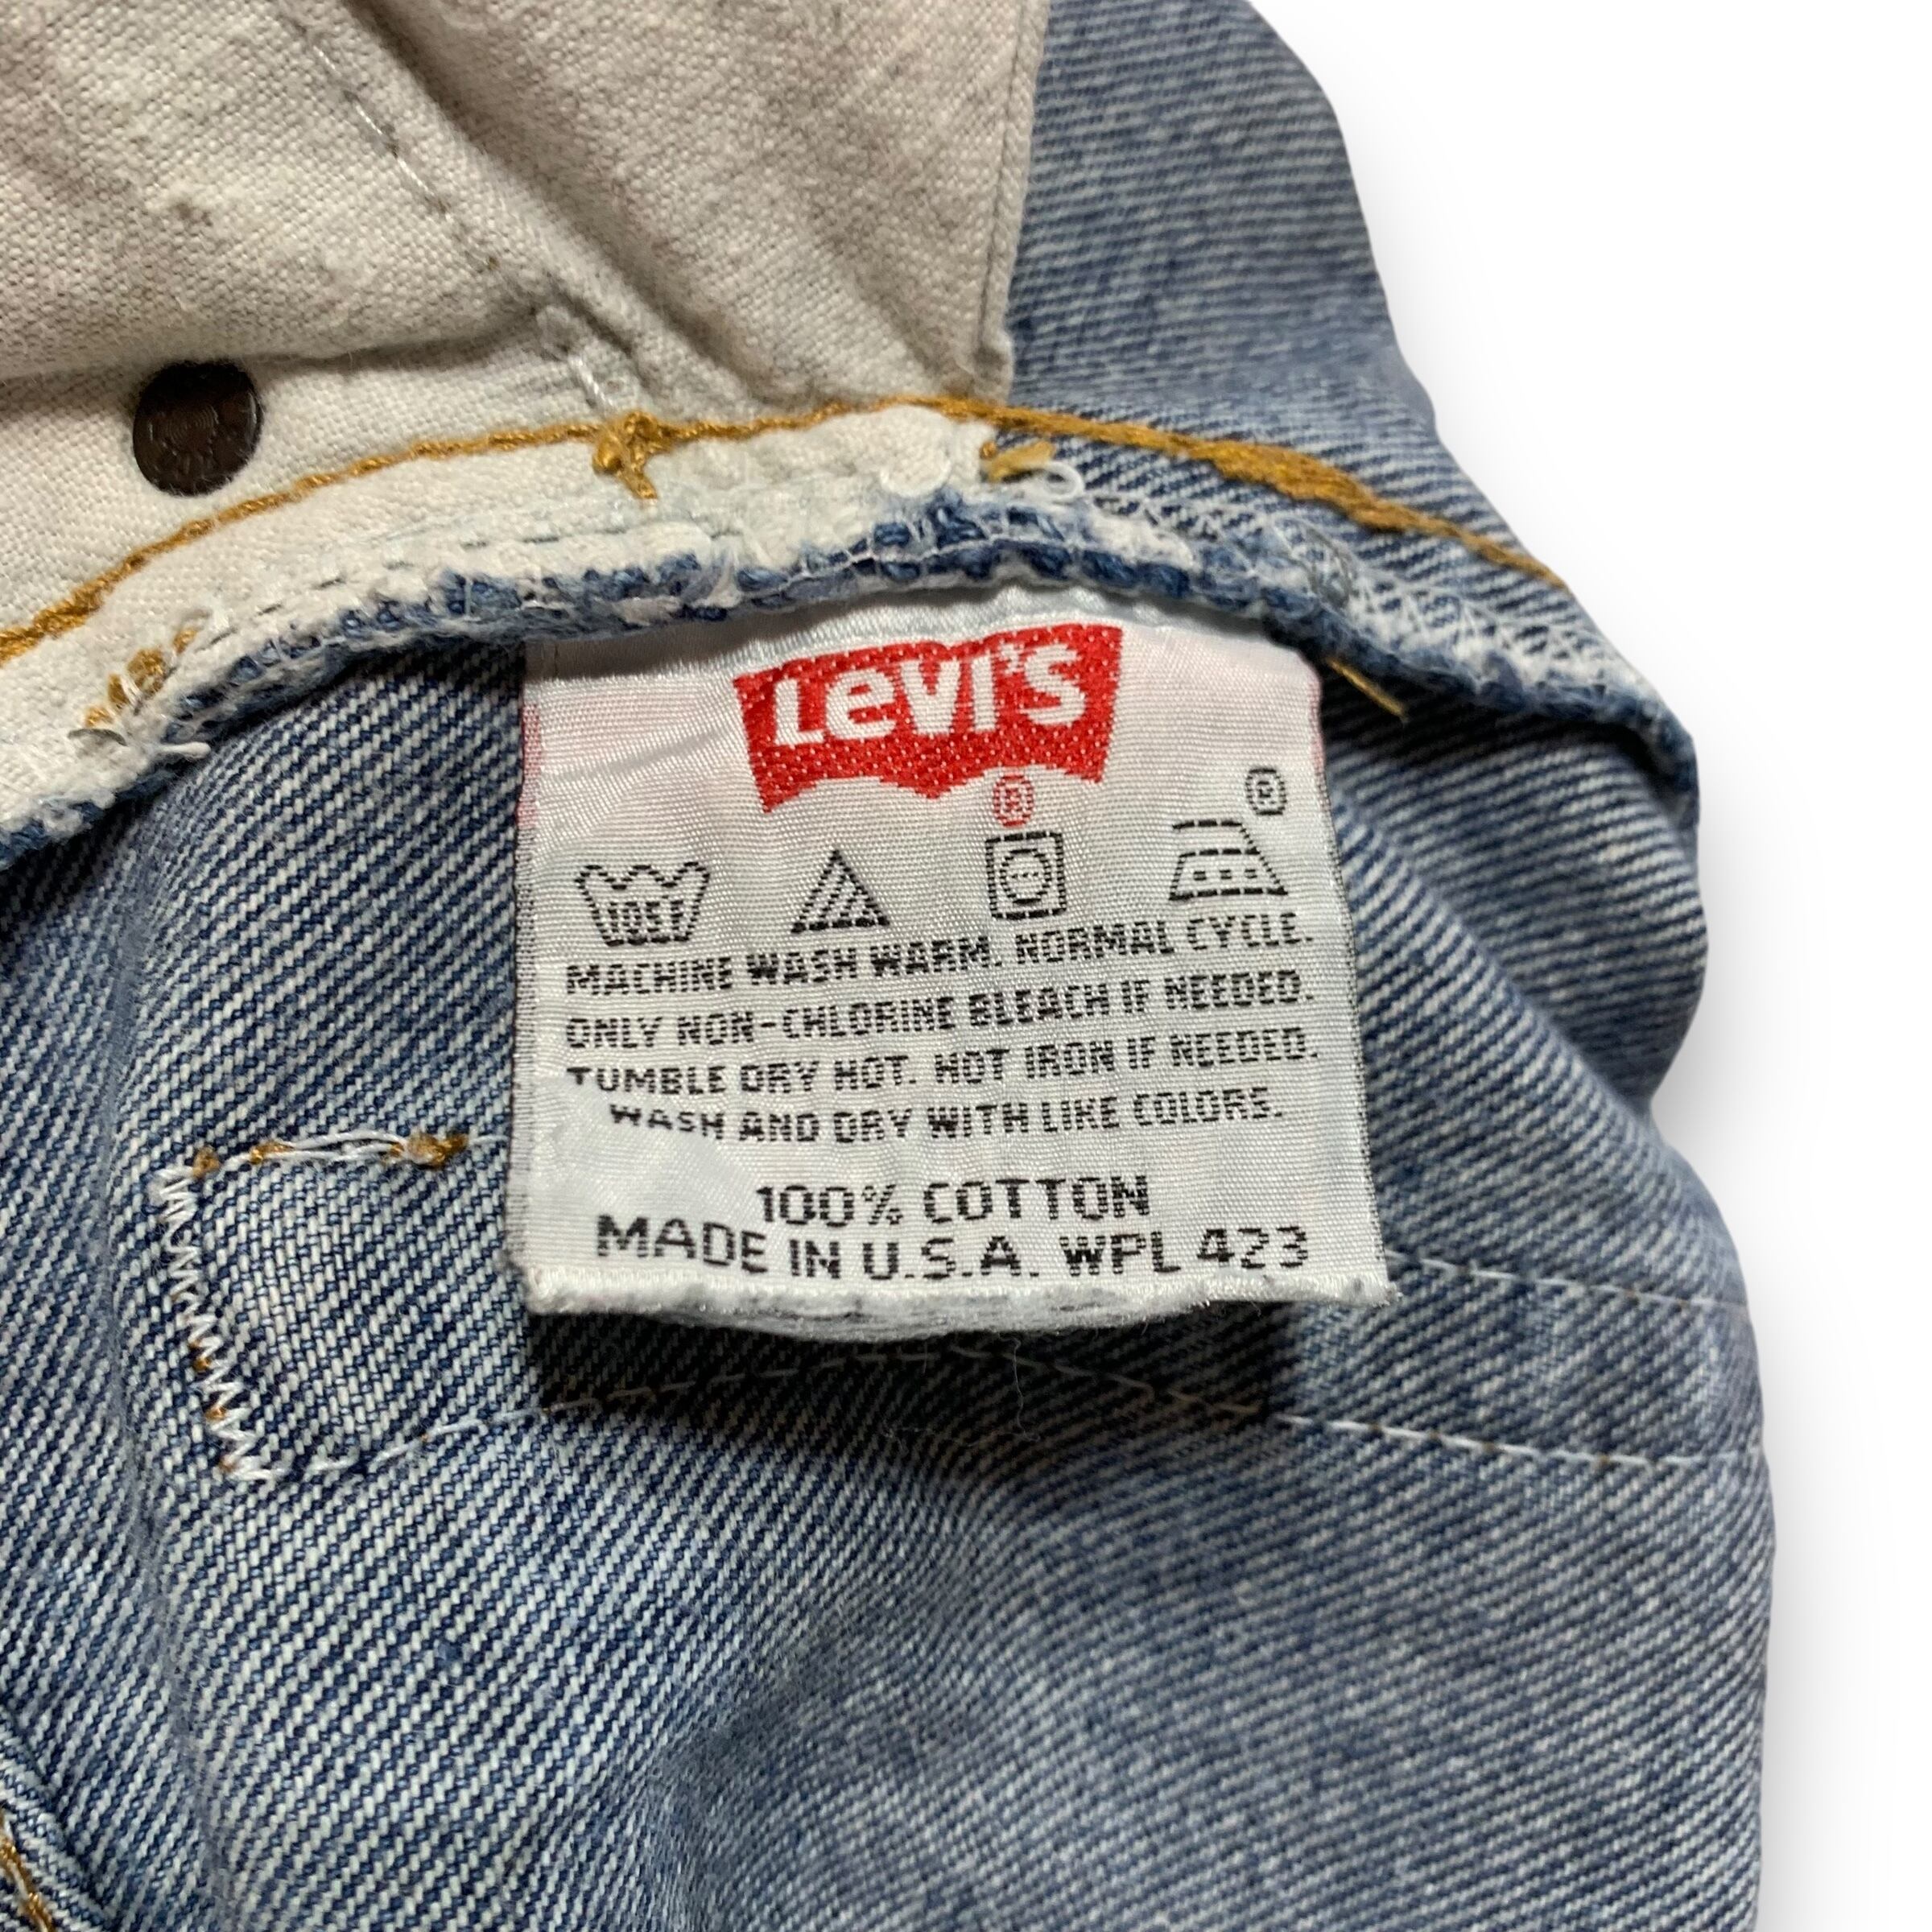 LEVI'S
®
®
105F
MACHINE WASH WARM. NORMAL CYCLE.
ONLY NON-CHLORINE BLEACH IF NEEDED.
TUMBLE DRY HOT. HOT IRON IF NEEDED.
WASH AND DRY WITH LIKE COLORS.
100% COTTON
MADE IN U.S.A. WPL 423